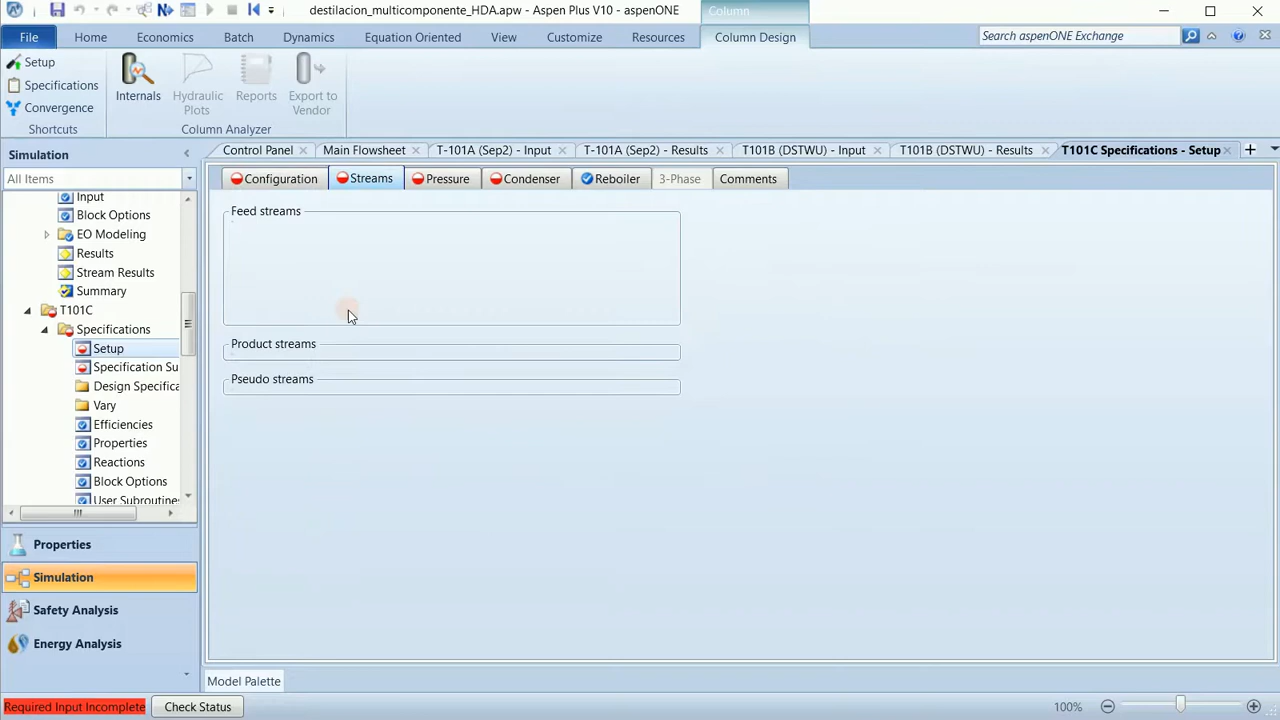 destilacion_multicomponente_HDA.apw - Aspen Plus V10 - aspenONE
Column
File
Home
Economics
Batch
Dynamics
Equation Oriented
View
Customize
Resources
Column Design
Search aspenONE Exchange
Setup
Specifications
Convergence
Shortcuts
Internals
Hydraulic
Plots
Reports
Export to
Vendor
Column Analyzer
Simulation
All Items
Control Panel
Main Flowsheet
T-101A (Sep2) - Input
T-101A (Sep2) - Results
T101B (DSTWU) - Input
T101B (DSTWU) - Results
T101C Specifications - Setup
Configuration
Streams
Pressure
Condenser
Reboiler
3-Phase
Comments
Input
Block Options
EO Modeling
Results
Stream Results
Summary
T101C
Specifications
Setup
Specification Su
Design Specifica
Vary
Efficiencies
Properties
Reactions
Block Options
User Subroutine
Feed streams
Product streams
Pseudo streams
Properties
Simulation
Safety Analysis
Energy Analysis
Model Palette
Required Input Incomplete
Check Status
100%